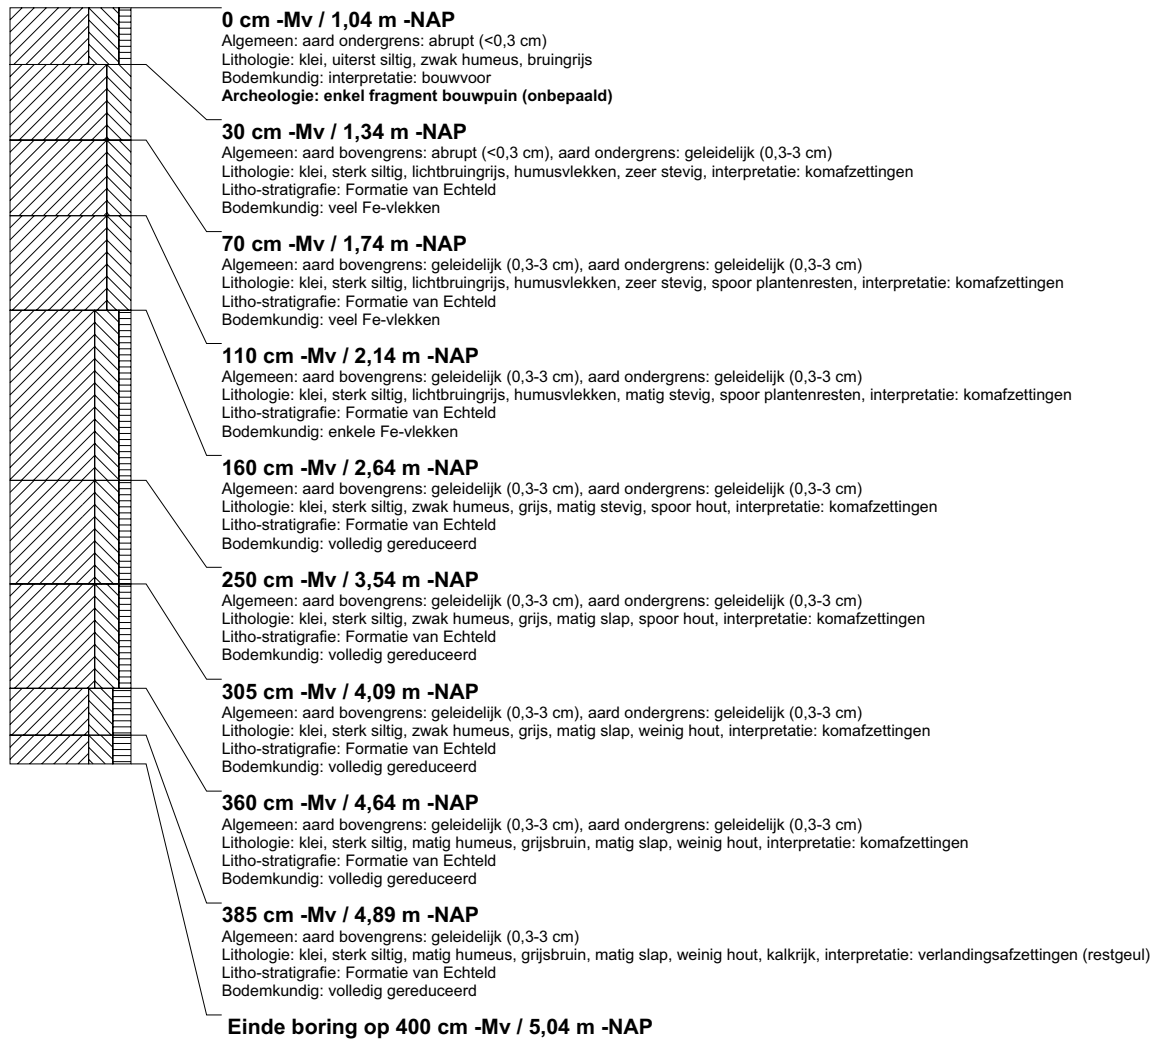 0 cm -Mv / 1,04 m -NAP
Algemeen: aard ondergrens: abrupt (<0,3 cm)
Lithologie: klei, uiterst siltig, zwak humeus, bruingrijs
Bodemkundig: interpretatie: bouwvoor
Archeologie: enkel fragment bouwpuin (onbepaald)
30 cm -Mv / 1,34 m -NAP
Algemeen: aard bovengrens: abrupt (<0,3 cm), aard ondergrens: geleidelijk (0,3-3 cm)
Lithologie: klei, sterk siltig, lichtbruingrijs, humusvlekken, zeer stevig, interpretatie: komafzettingen
Litho-stratigrafie: Formatie van Echteld
Bodemkundig: veel Fe-vlekken
70 cm -Mv / 1,74 m -NAP
Algemeen: aard bovengrens: geleidelijk (0,3-3 cm), aard ondergrens: geleidelijk (0,3-3 cm)
Lithologie: klei, sterk siltig, lichtbruingrijs, humusvlekken, zeer stevig, spoor plantenresten, interpretatie: komafzettingen
Litho-stratigrafie: Formatie van Echteld
Bodemkundig: veel Fe-vlekken
110 cm -Mv / 2,14 m -NAP
Algemeen: aard bovengrens: geleidelijk (0,3-3 cm), aard ondergrens: geleidelijk (0,3-3 cm)
Lithologie: klei, sterk siltig, lichtbruingrijs, humusvlekken, matig stevig, spoor plantenresten, interpretatie: komafzettingen
Litho-stratigrafie: Formatie van Echteld
Bodemkundig: enkele Fe-vlekken
160 cm -Mv / 2,64 m -NAP
Algemeen: aard bovengrens: geleidelijk (0,3-3 cm), aard ondergrens: geleidelijk (0,3-3 cm)
Lithologie: klei, sterk siltig, zwak humeus, grijs, matig stevig, spoor hout, interpretatie: komafzettingen
Litho-stratigrafie: Formatie van Echteld
Bodemkundig: volledig gereduceerd
250 cm -Mv / 3,54 m -NAP
Algemeen: aard bovengrens: geleidelijk (0,3-3 cm), aard ondergrens: geleidelijk (0,3-3 cm)
Lithologie: klei, sterk siltig, zwak humeus, grijs, matig slap, spoor hout, interpretatie: komafzettingen
Litho-stratigrafie: Formatie van Echteld
Bodemkundig: volledig gereduceerd
305 cm -Mv / 4,09 m -NAP
Algemeen: aard bovengrens: geleidelijk (0,3-3 cm), aard ondergrens: geleidelijk (0,3-3 cm)
Lithologie: klei, sterk siltig, zwak humeus, grijs, matig slap, weinig hout, interpretatie: komafzettingen
Litho-stratigrafie: Formatie van Echteld
Bodemkundig: volledig gereduceerd
360 cm -Mv / 4,64 m -NAP
Algemeen: aard bovengrens: geleidelijk (0,3-3 cm), aard ondergrens: geleidelijk (0,3-3 cm)
Lithologie: klei, sterk siltig, matig humeus, grijsbruin, matig slap, weinig hout, interpretatie: komafzettingen
Litho-stratigrafie: Formatie van Echteld
Bodemkundig: volledig gereduceerd
385 cm -Mv / 4,89 m -NAP
Algemeen: aard bovengrens: geleidelijk (0,3-3 cm)
Lithologie: klei, sterk siltig, matig humeus, grijsbruin, matig slap, weinig hout, kalkrijk, interpretatie: verlandingsafzettingen (restgeul)
Litho-stratigrafie: Formatie van Echteld
Bodemkundig: volledig gereduceerd
Einde boring op 400 cm -Mv / 5,04 m -NAP